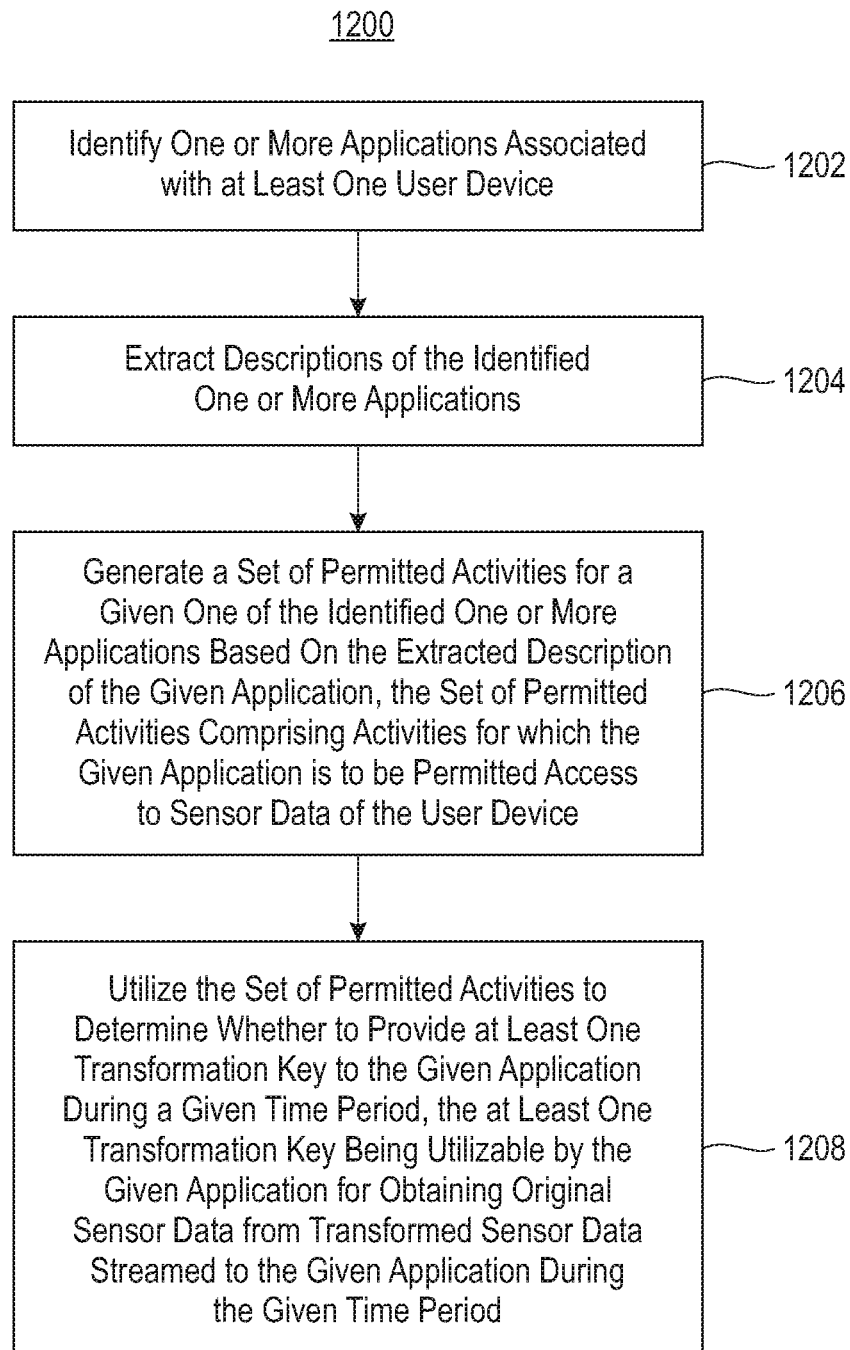 1200
Identify One or More Applications Associated
with at Least One User Device
1202
Extract Descriptions of the Identified
One or More Applications
1204
Generate a Set of Permitted Activities for a
Given One of the Identified One or More
Applications Based On the Extracted Description
of the Given Application, the Set of Permitted
Activities Comprising Activities for which the
Given Application is to be Permitted Access
to Sensor Data of the User Device
1206
Utilize the Set of Permitted Activities to
Determine Whether to Provide at Least One
Transformation Key to the Given Application
During a Given Time Period, the at Least One
Transformation Key Being Utilizable by the
Given Application for Obtaining Original
Sensor Data from Transformed Sensor Data
Streamed to the Given Application During
the Given Time Period
1208